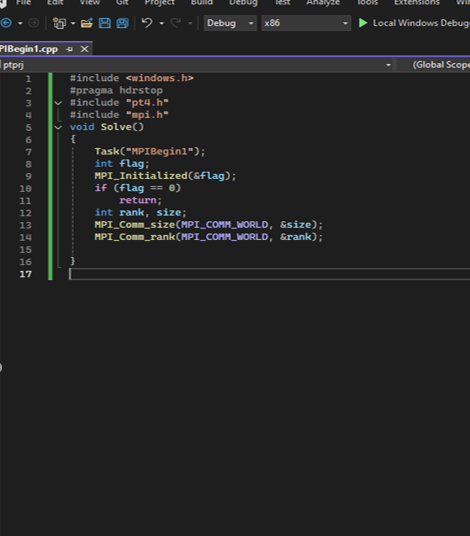 File Edit View Git Project Build Debug Test Analyze Tools Extensions
Debug x86 Local Windows Debug
PIBegin1.cpp
ptprj (Global Scope
1 #include <windows.h>
2 #pragma hdrstop
3 #include "pt4.h"
4 #include "mpi.h"
5 void Solve()
6 {
7 Task("MPIBegin1");
8 int flag;
9 MPI_Initialized(&flag);
10 if (flag == 0)
11 return;
12 int rank, size;
13 MPI_Comm_size(MPI_COMM_WORLD, &size);
14 MPI_Comm_rank(MPI_COMM_WORLD, &rank);
15
16 }
17